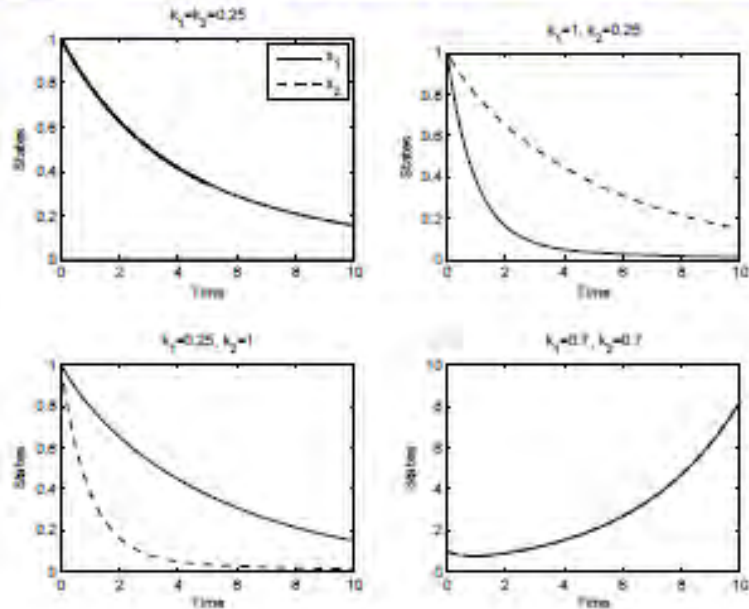 k₁=k₂=0.25
States
1
0.8
0.6
0.4
0.2
0
0 2 4 6 8 10
Time
x₁
x₂
k₁=1, k₂=0.25
States
1
0.8
0.6
0.4
0.2
0
0 2 4 6 8 10
Time
k₁=0.25, k₂=1
States
1
0.8
0.6
0.4
0.2
0
0 2 4 6 8 10
Time
k₁=0.7, k₂=0.7
States
10
8
6
4
2
0
0 2 4 6 8 10
Time